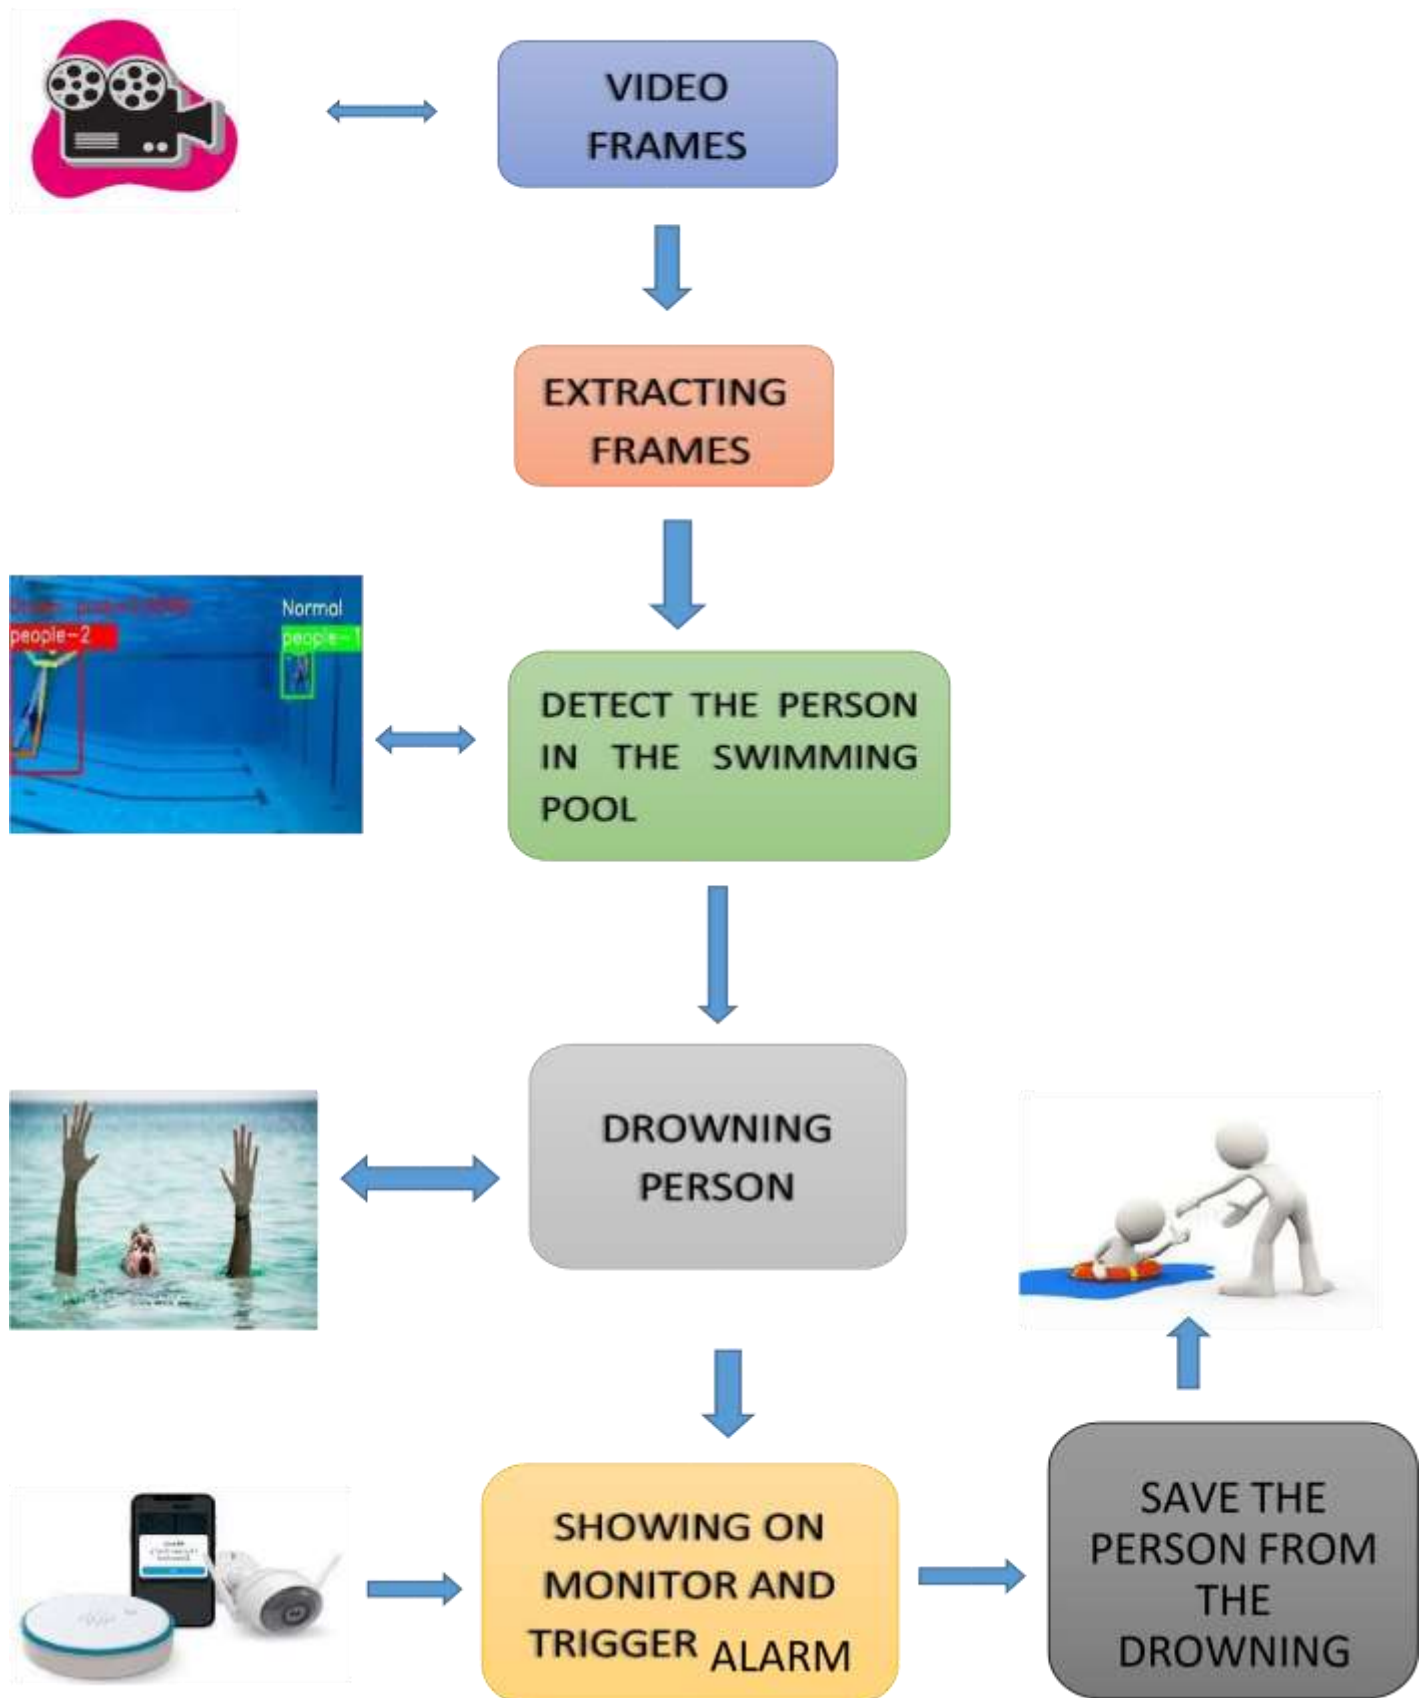 VIDEO
FRAMES
EXTRACTING
FRAMES
Normal
people-2
people-1
DETECT THE PERSON
IN THE SWIMMING
POOL
DROWNING
PERSON
SHOWING ON
MONITOR AND
TRIGGER ALARM
SAVE THE
PERSON FROM
THE
DROWNING